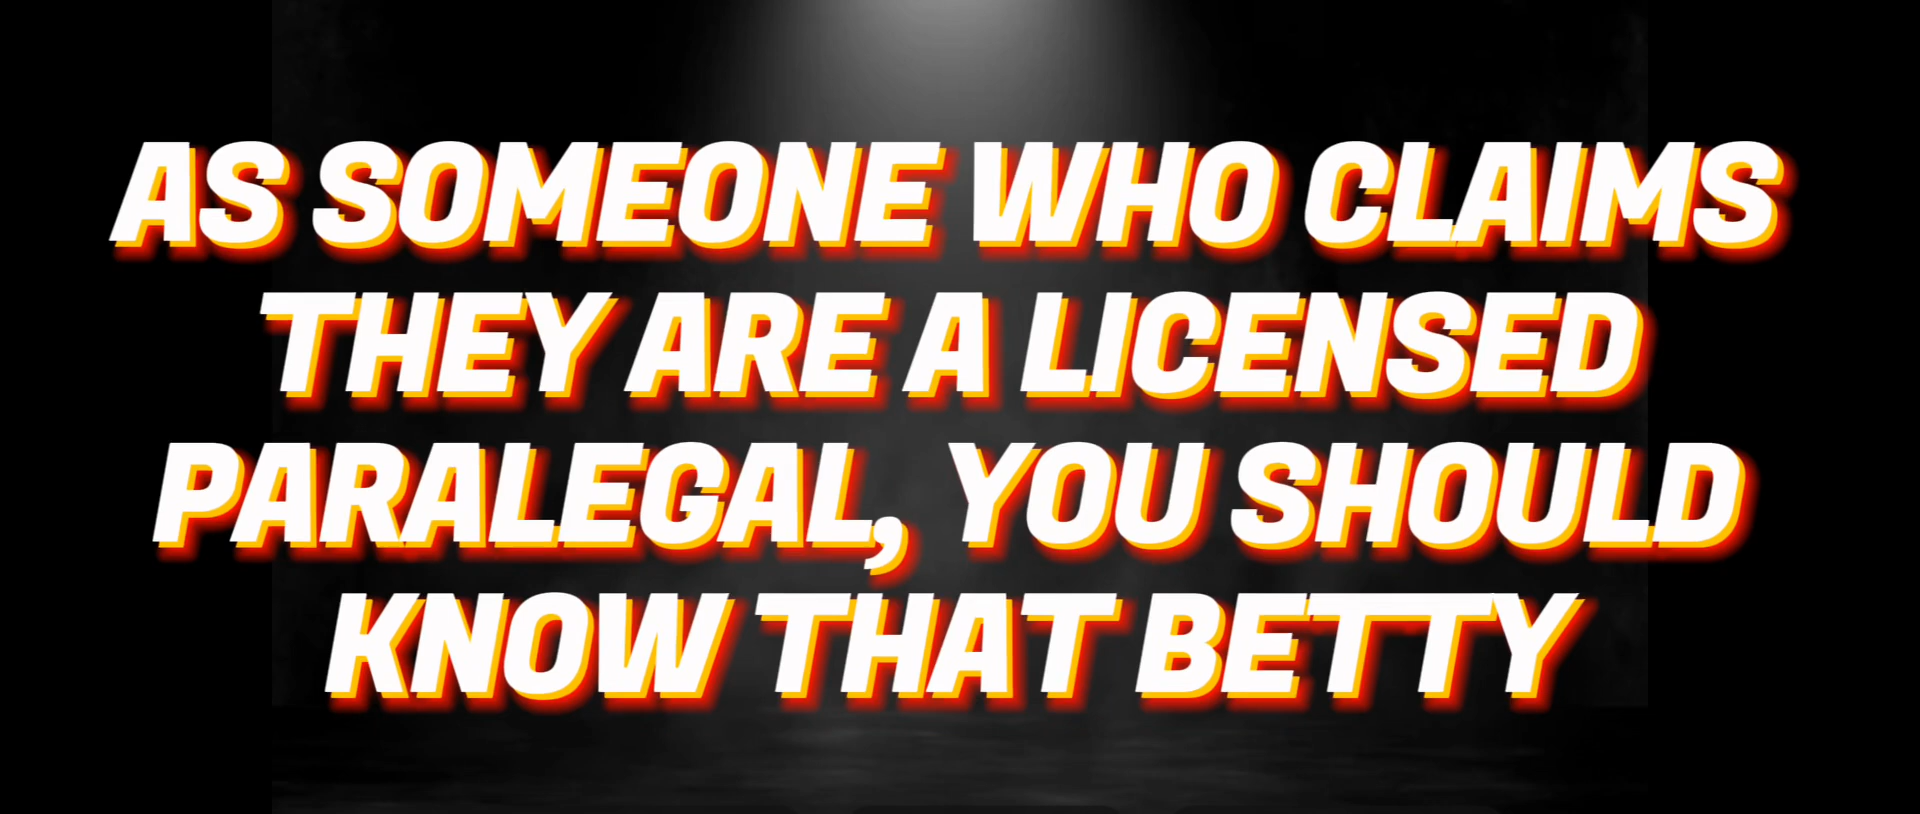 AS SOMEONE WHO CLAIMS
THEY ARE A LICENSED
PARALEGAL, YOU SHOULD
KNOW THAT BETTY